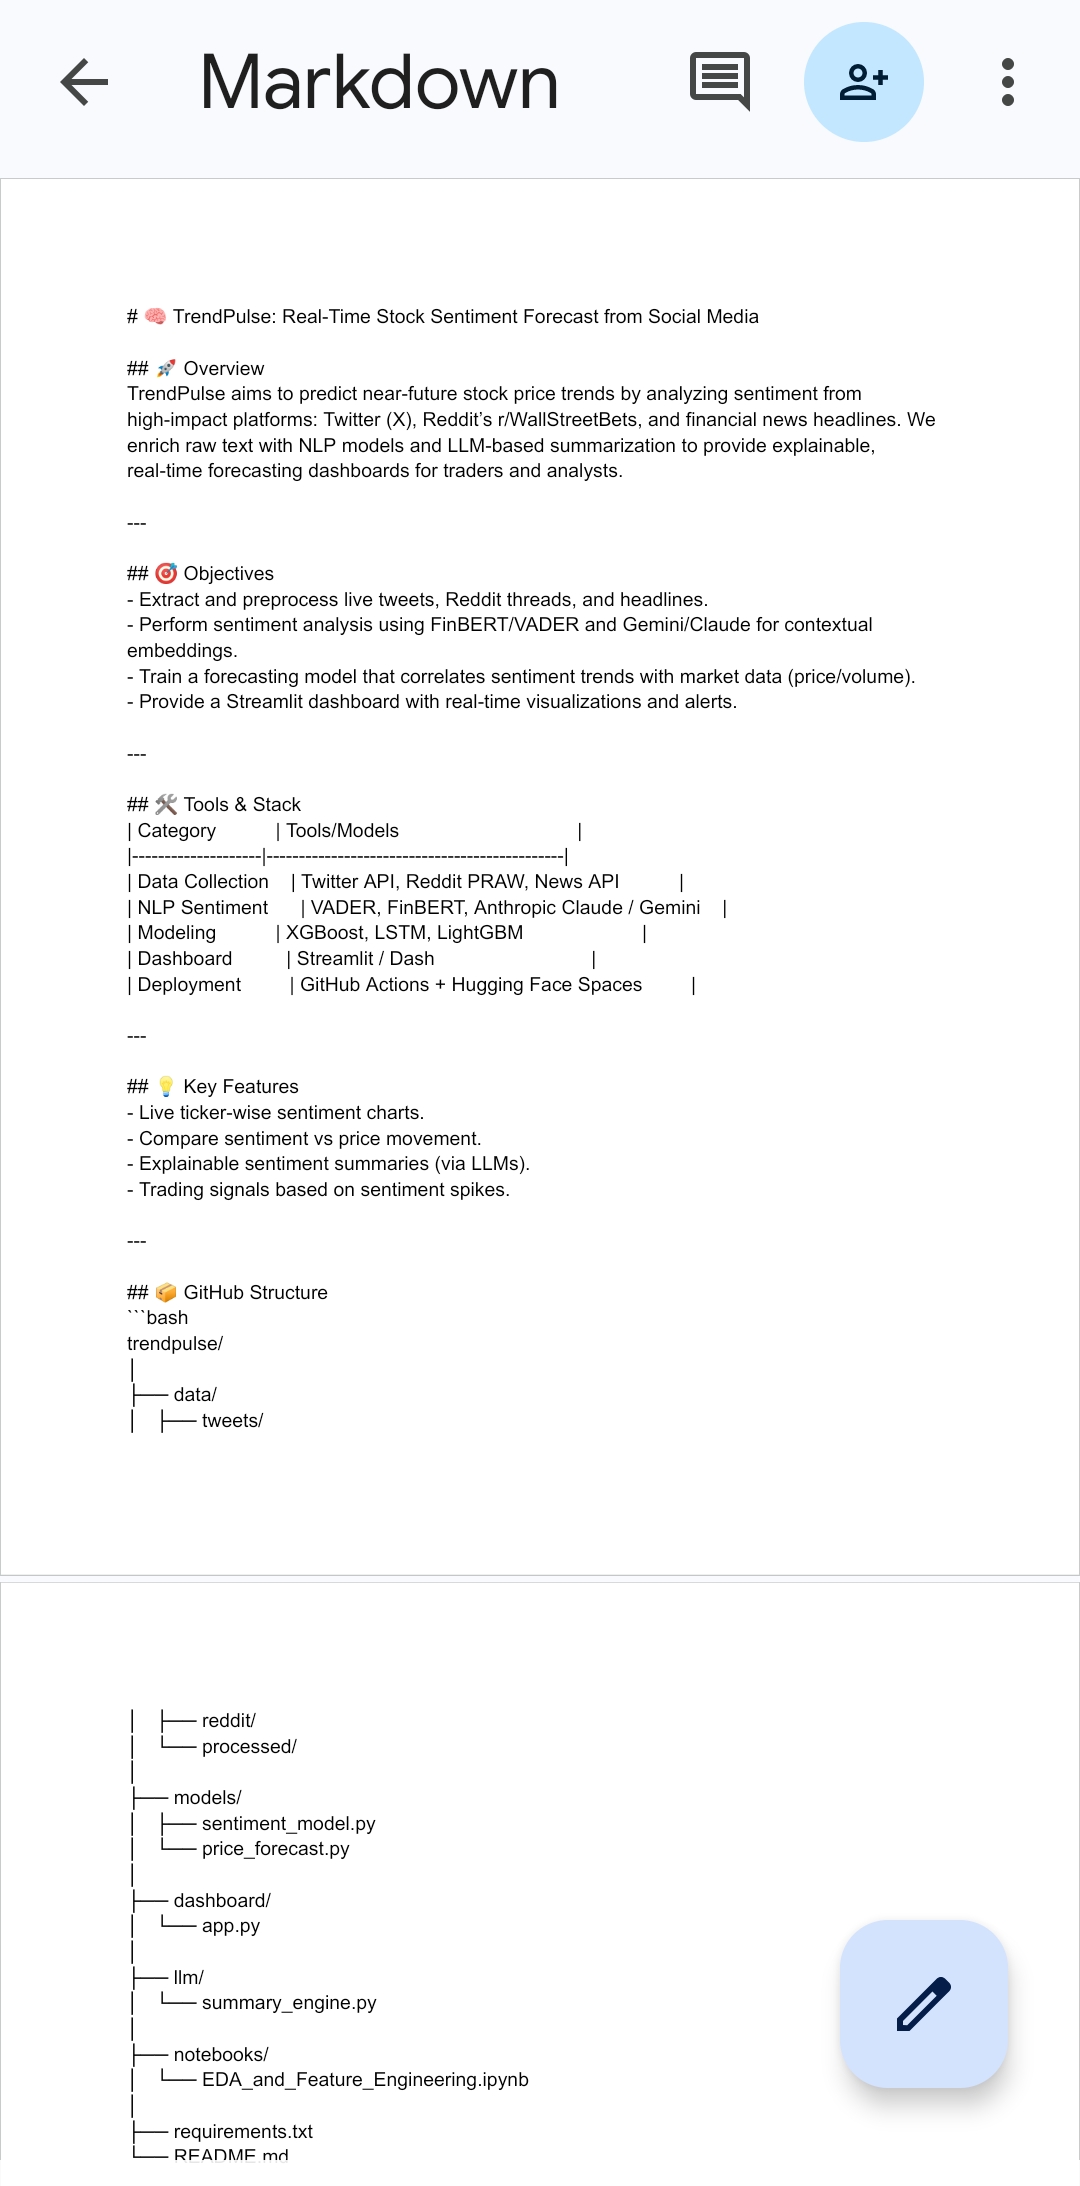 Markdown
# 🧠 TrendPulse: Real-Time Stock Sentiment Forecast from Social Media
## 🚀 Overview
TrendPulse aims to predict near-future stock price trends by analyzing sentiment from
high-impact platforms: Twitter (X), Reddit’s r/WallStreetBets, and financial news headlines. We
enrich raw text with NLP models and LLM-based summarization to provide explainable,
real-time forecasting dashboards for traders and analysts.
---
## 🎯 Objectives
- Extract and preprocess live tweets, Reddit threads, and headlines.
- Perform sentiment analysis using FinBERT/VADER and Gemini/Claude for contextual
embeddings.
- Train a forecasting model that correlates sentiment trends with market data (price/volume).
- Provide a Streamlit dashboard with real-time visualizations and alerts.
---
## 🛠️ Tools & Stack
| Category | Tools/Models |
|--------------------|----------------------------------------------|
| Data Collection | Twitter API, Reddit PRAW, News API |
| NLP Sentiment | VADER, FinBERT, Anthropic Claude / Gemini |
| Modeling | XGBoost, LSTM, LightGBM |
| Dashboard | Streamlit / Dash |
| Deployment | GitHub Actions + Hugging Face Spaces |
---
## 💡 Key Features
- Live ticker-wise sentiment charts.
- Compare sentiment vs price movement.
- Explainable sentiment summaries (via LLMs).
- Trading signals based on sentiment spikes.
---
## 📦 GitHub Structure
```bash
trendpulse/
│
├── data/
│ ├── tweets/
│ ├── reddit/
│ └── processed/
│
├── models/
│ ├── sentiment_model.py
│ └── price_forecast.py
│
├── dashboard/
│ └── app.py
│
├── llm/
│ └── summary_engine.py
│
├── notebooks/
│ └── EDA_and_Feature_Engineering.ipynb
│
├── requirements.txt
└── README.md